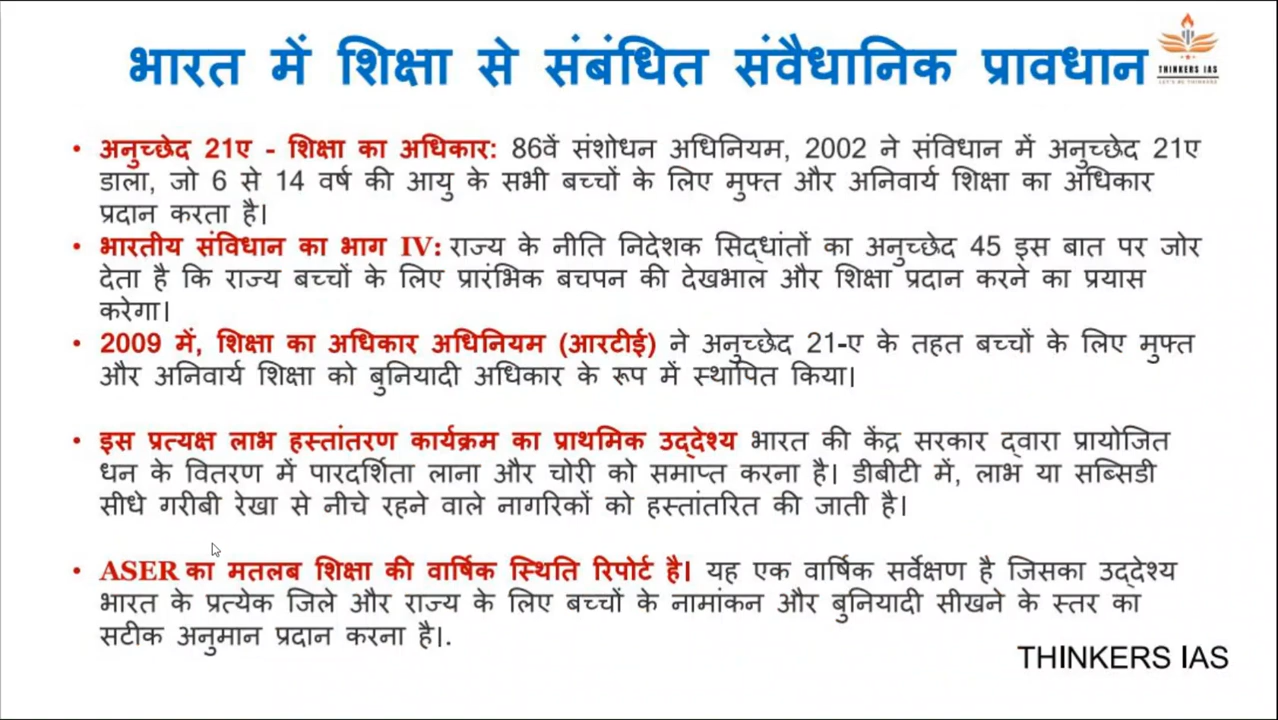 भारत में शिक्षा से संबंधित संवैधानिक प्रावधान
THINKERS IAS
LET'S BE THINKERS
• अनुच्छेद 21ए - शिक्षा का अधिकार: 86वें संशोधन अधिनियम, 2002 ने संविधान में अनुच्छेद 21ए
डाला, जो 6 से 14 वर्ष की आयु के सभी बच्चों के लिए मुफ्त और अनिवार्य शिक्षा का अधिकार
प्रदान करता है।
• भारतीय संविधान का भाग IV: राज्य के नीति निदेशक सिद्धांतों का अनुच्छेद 45 इस बात पर जोर
देता है कि राज्य बच्चों के लिए प्रारंभिक बचपन की देखभाल और शिक्षा प्रदान करने का प्रयास
करेगा।
• 2009 में, शिक्षा का अधिकार अधिनियम (आरटीई) ने अनुच्छेद 21-ए के तहत बच्चों के लिए मुफ्त
और अनिवार्य शिक्षा को बुनियादी अधिकार के रूप में स्थापित किया।
• इस प्रत्यक्ष लाभ हस्तांतरण कार्यक्रम का प्राथमिक उद्देश्य भारत की केंद्र सरकार द्वारा प्रायोजित
धन के वितरण में पारदर्शिता लाना और चोरी को समाप्त करना है। डीबीटी में, लाभ या सब्सिडी
सीधे गरीबी रेखा से नीचे रहने वाले नागरिकों को हस्तांतरित की जाती है।
• ASER का मतलब शिक्षा की वार्षिक स्थिति रिपोर्ट है। यह एक वार्षिक सर्वेक्षण है जिसका उद्देश्य
भारत के प्रत्येक जिले और राज्य के लिए बच्चों के नामांकन और बुनियादी सीखने के स्तर का
सटीक अनुमान प्रदान करना है।.
THINKERS IAS